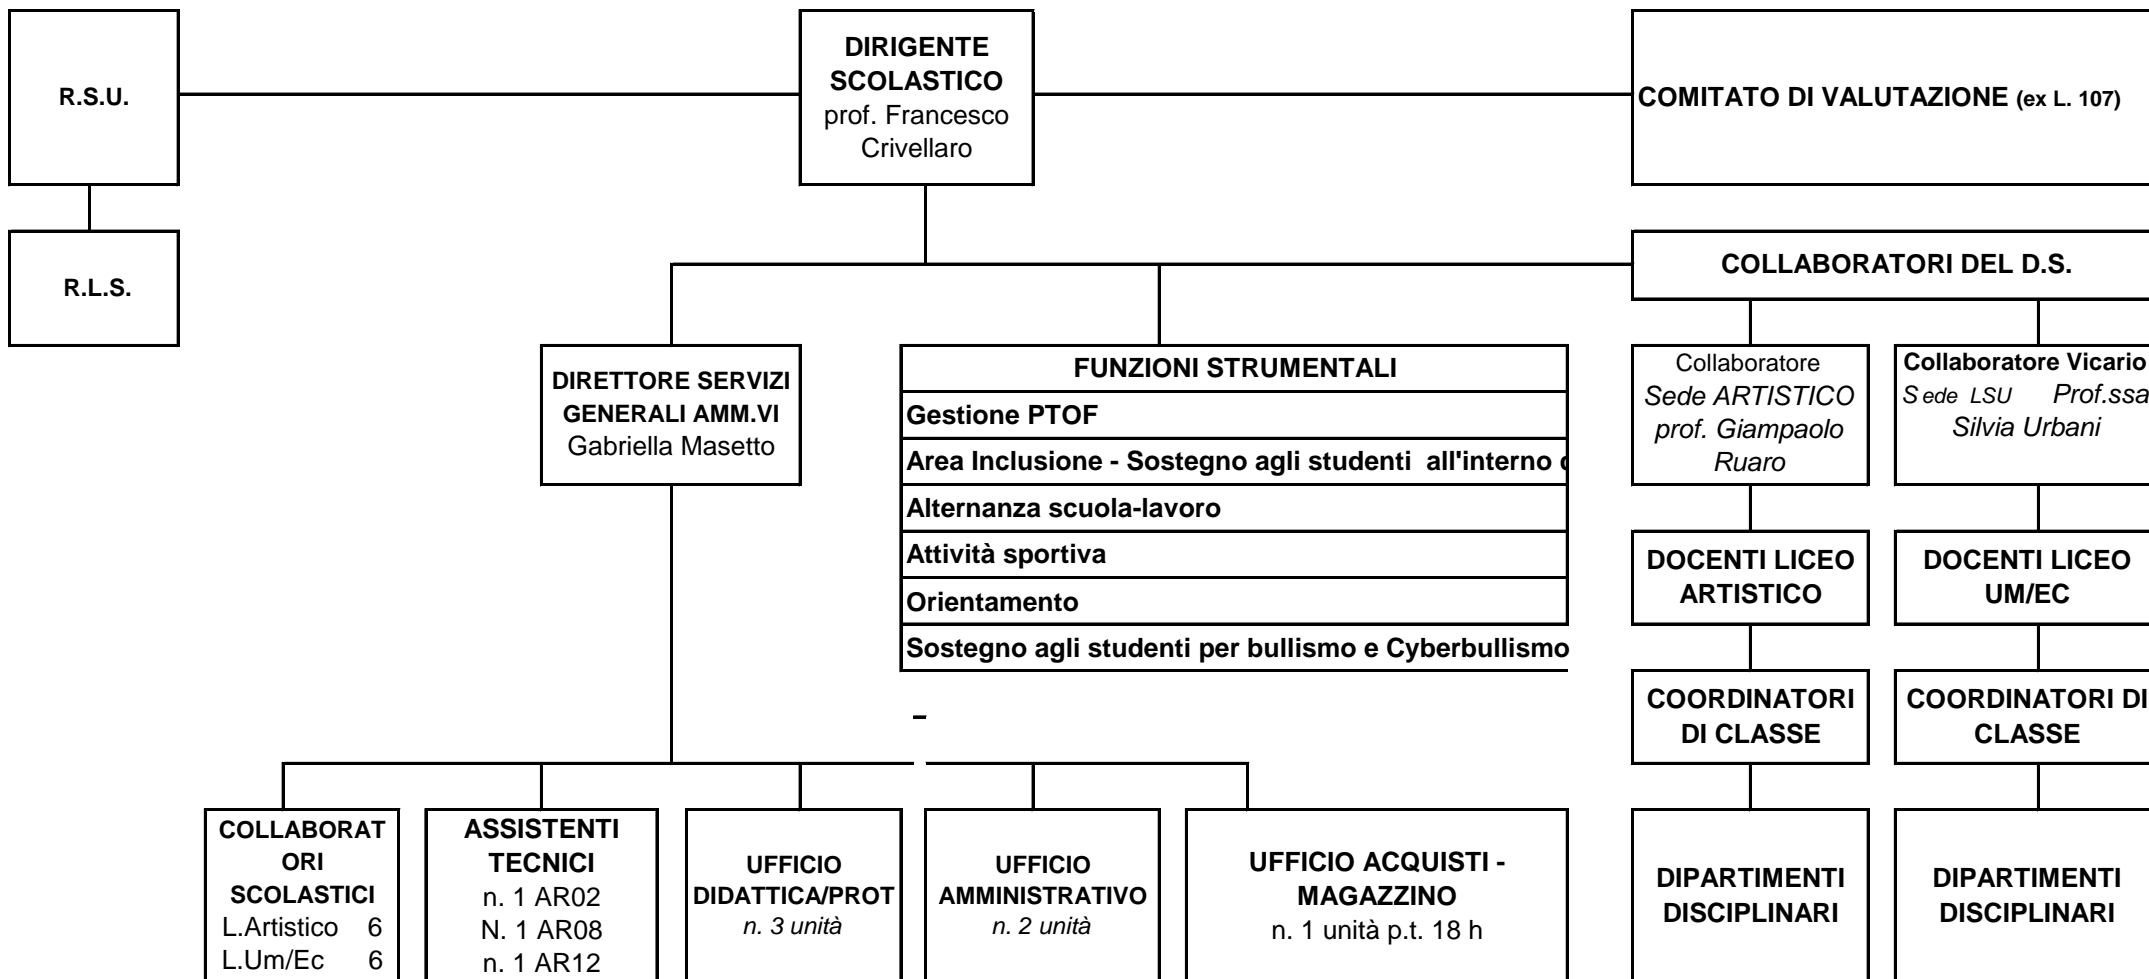 R.S.U.
DIRIGENTE
SCOLASTICO
prof. Francesco
Crivellaro
COMITATO DI VALUTAZIONE (ex L. 107)
R.L.S.
COLLABORATORI DEL D.S.
DIRETTORE SERVIZI
GENERALI AMM.VI
Gabriella Masetto
FUNZIONI STRUMENTALI
Gestione PTOF
Area Inclusione - Sostegno agli studenti all'interno
Alternanza scuola-lavoro
Attività sportiva
Orientamento
Sostegno agli studenti per bullismo e Cyberbullismo
Collaboratore
Sede ARTISTICO
prof. Giampaolo
Ruaro
Collaboratore Vicario
S ede LSU Prof.ssa
Silvia Urbani
DOCENTI LICEO
ARTISTICO
DOCENTI LICEO
UM/EC
COORDINATORI
DI CLASSE
COORDINATORI DI
CLASSE
COLLABORAT
ORI
SCOLASTICI
L.Artistico 6
L.Um/Ec 6
ASSISTENTI
TECNICI
n. 1 AR02
N. 1 AR08
n. 1 AR12
UFFICIO
DIDATTICA/PROT
n. 3 unità
UFFICIO
AMMINISTRATIVO
n. 2 unità
UFFICIO ACQUISTI -
MAGAZZINO
n. 1 unità p.t. 18 h
DIPARTIMENTI
DISCIPLINARI
DIPARTIMENTI
DISCIPLINARI